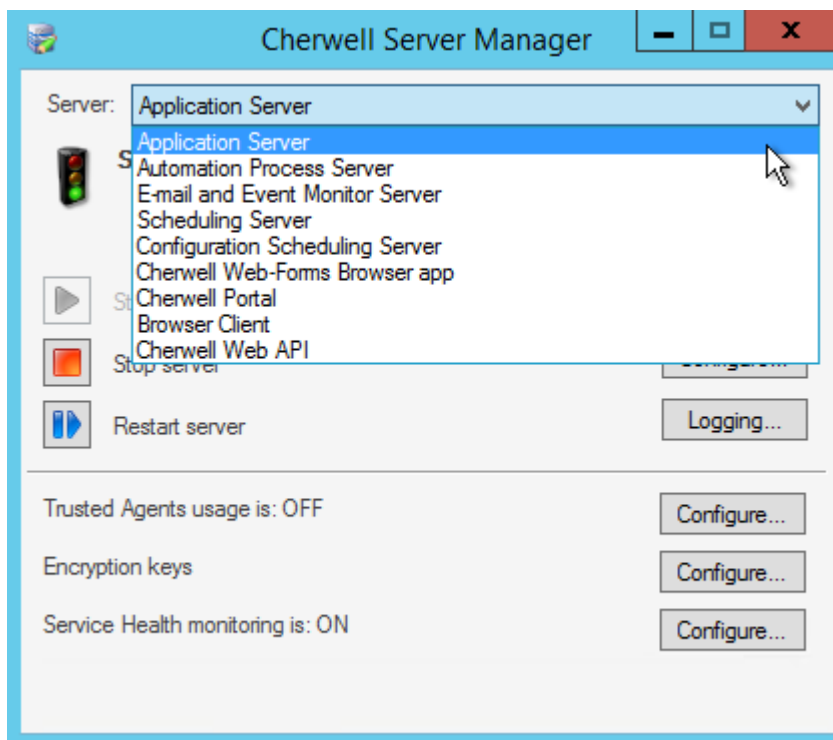 Cherwell Server Manager
Server: Application Server
Application Server
Automation Process Server
E-mail and Event Monitor Server
Scheduling Server
Configuration Scheduling Server
Cherwell Web-Forms Browser app
Cherwell Portal
Browser Client
Cherwell Web API
Stop server
Restart server Logging...
Trusted Agents usage is: OFF Configure...
Encryption keys Configure...
Service Health monitoring is: ON Configure...